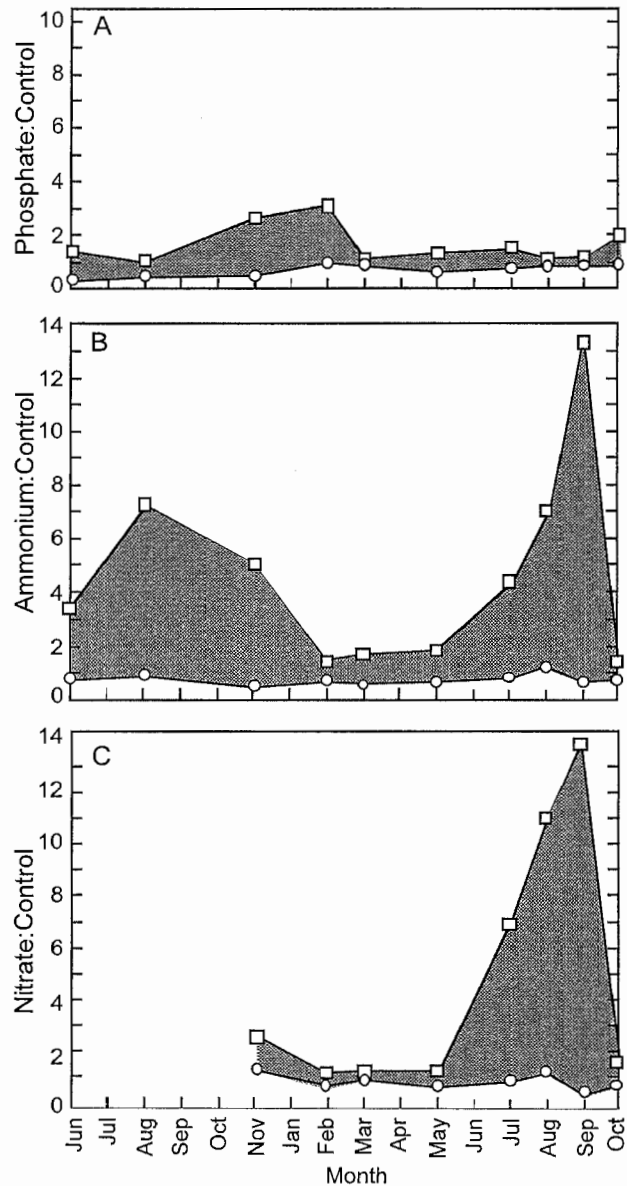 A
Phosphate:Control
10
8
6
4
2
0
B
Ammonium:Control
14
12
10
8
6
4
2
0
C
Nitrate:Control
14
12
10
8
6
4
2
0
Jun Jul Aug Sep Oct Nov Jan Feb Mar Apr May Jun Jul Aug Sep Oct
Month